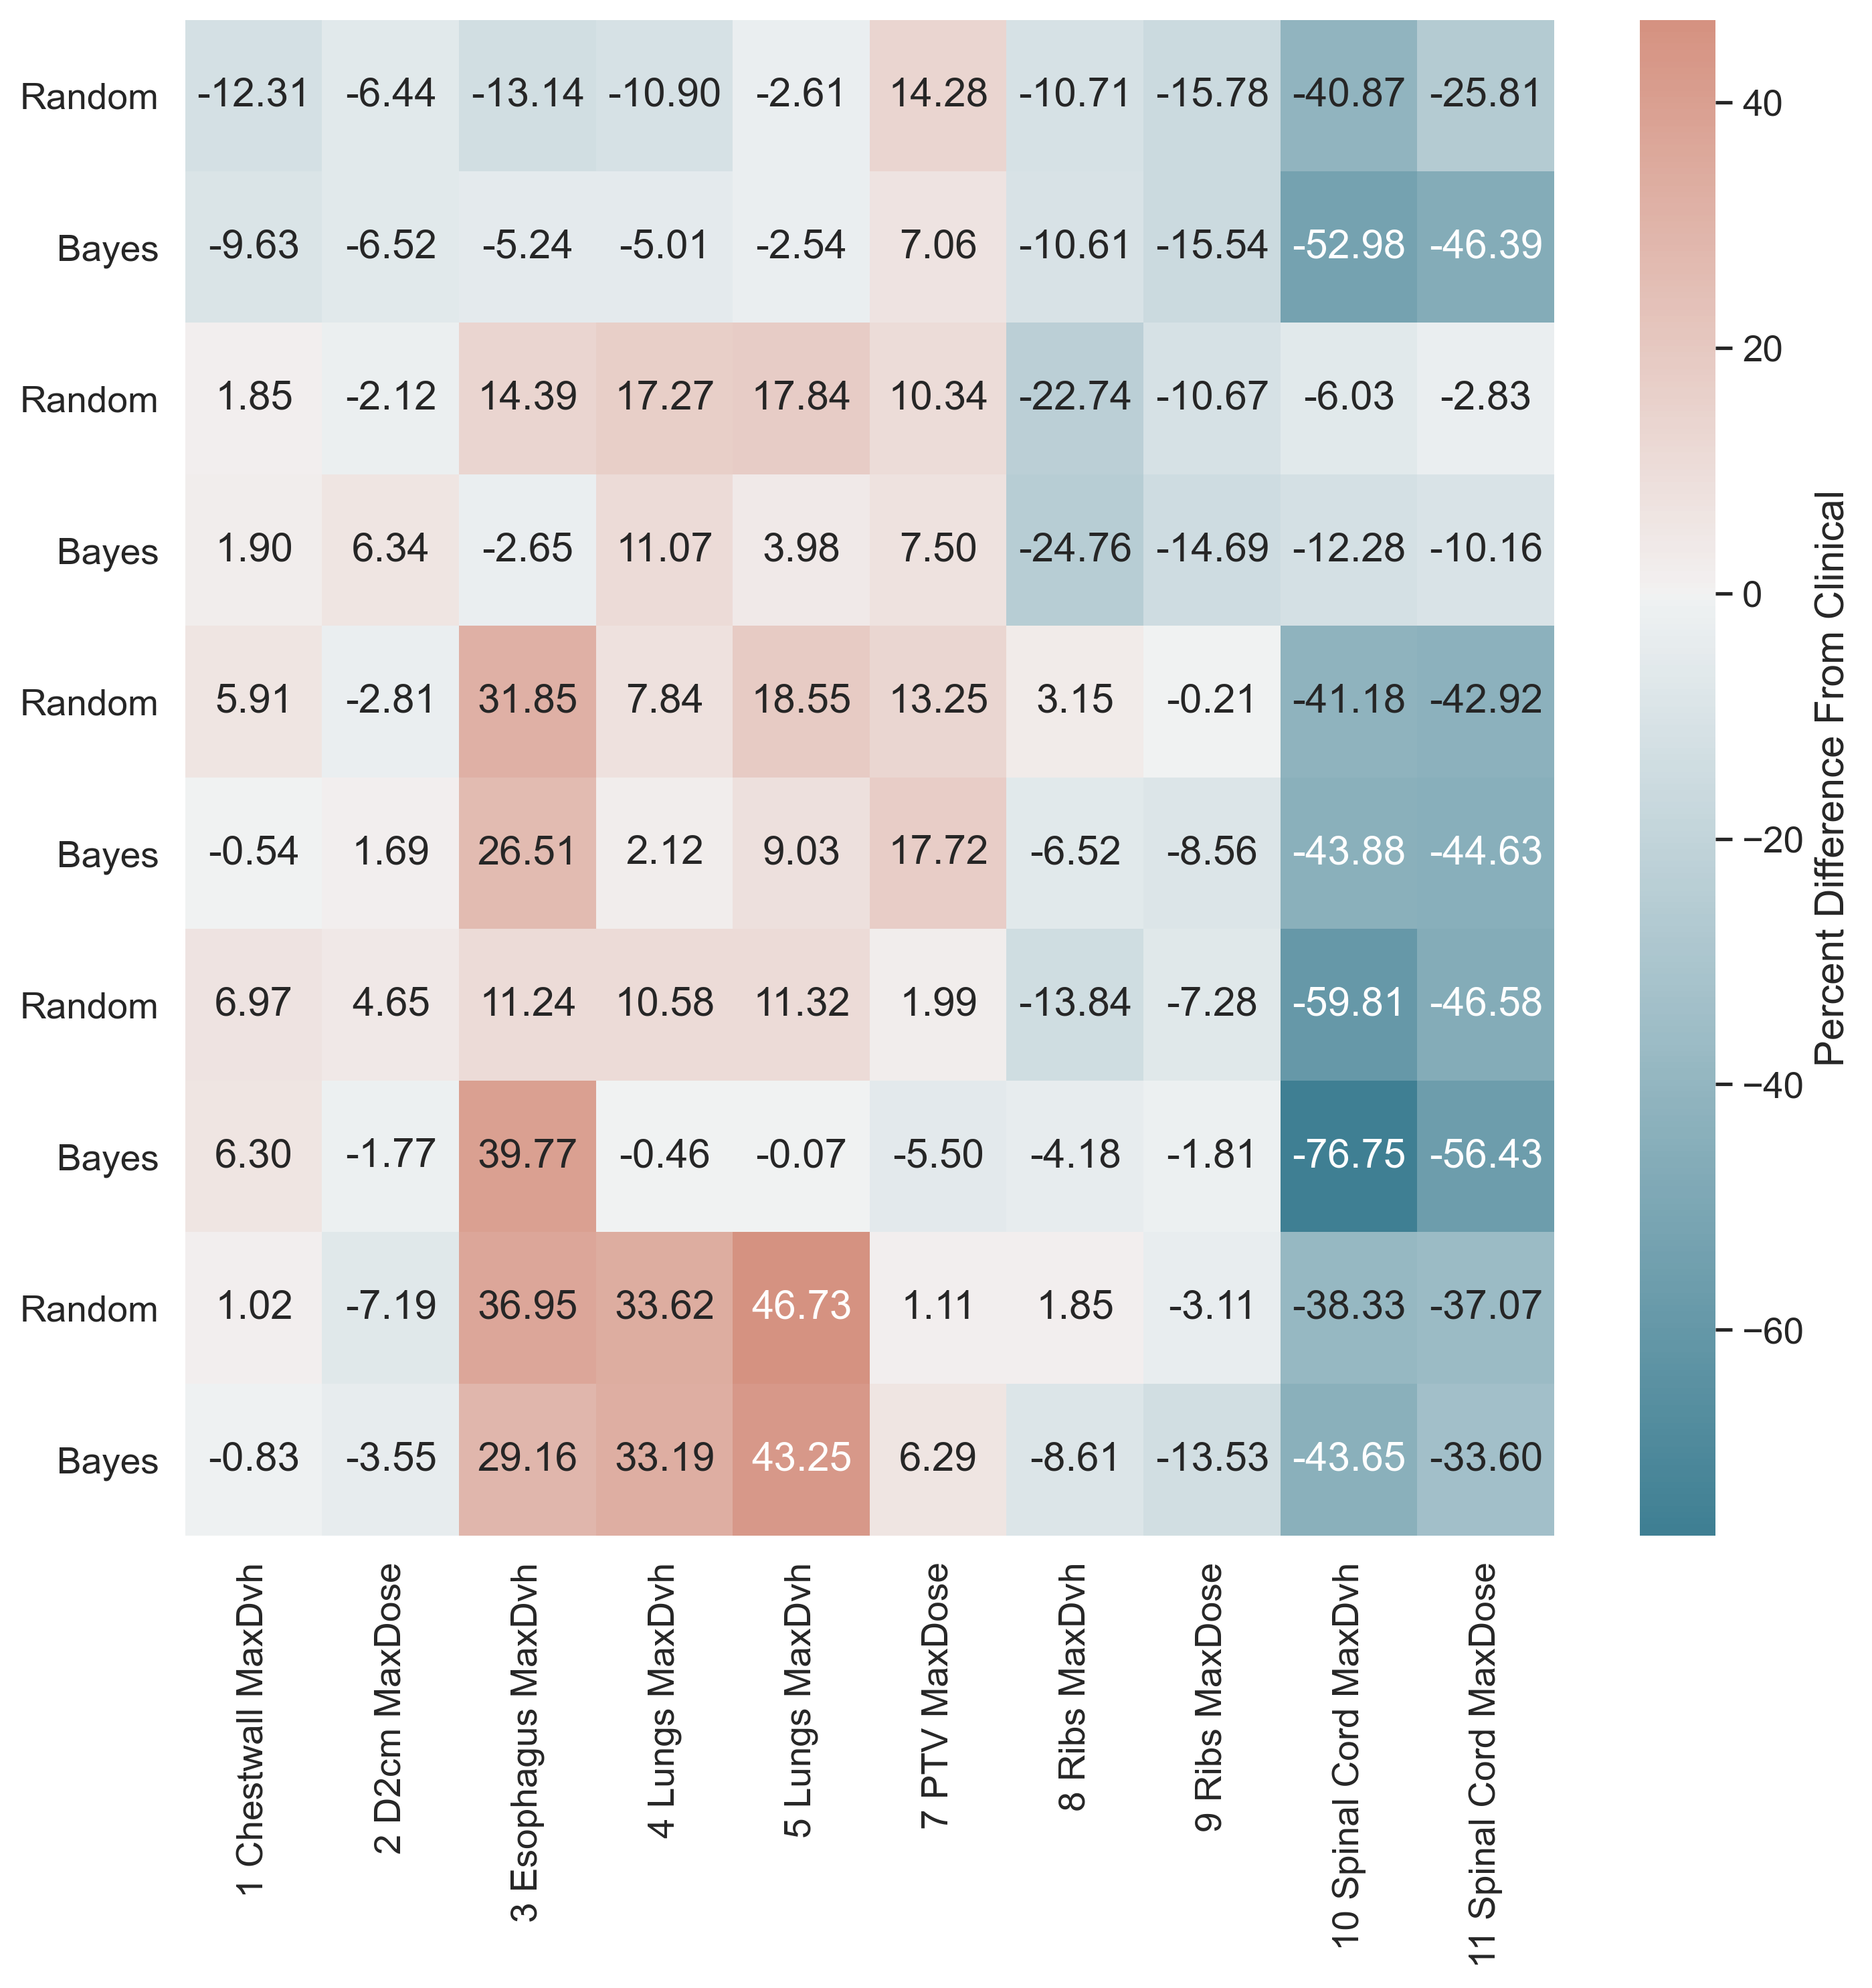 Random -12.31 -6.44 -13.14 -10.90 -2.61 14.28 -10.71 -15.78 -40.87 -25.81
Bayes -9.63 -6.52 -5.24 -5.01 -2.54 7.06 -10.61 -15.54 -52.98 -46.39
Random 1.85 -2.12 14.39 17.27 17.84 10.34 -22.74 -10.67 -6.03 -2.83
Bayes 1.90 6.34 -2.65 11.07 3.98 7.50 -24.76 -14.69 -12.28 -10.16
Random 5.91 -2.81 31.85 7.84 18.55 13.25 3.15 -0.21 -41.18 -42.92
Bayes -0.54 1.69 26.51 2.12 9.03 17.72 -6.52 -8.56 -43.88 -44.63
Random 6.97 4.65 11.24 10.58 11.32 1.99 -13.84 -7.28 -59.81 -46.58
Bayes 6.30 -1.77 39.77 -0.46 -0.07 -5.50 -4.18 -1.81 -76.75 -56.43
Random 1.02 -7.19 36.95 33.62 46.73 1.11 1.85 -3.11 -38.33 -37.07
Bayes -0.83 -3.55 29.16 33.19 43.25 6.29 -8.61 -13.53 -43.65 -33.60
1 Chestwall MaxDvh
2 D2cm MaxDose
3 Esophagus MaxDvh
4 Lungs MaxDvh
5 Lungs MaxDvh
7 PTV MaxDose
8 Ribs MaxDvh
9 Ribs MaxDose
10 Spinal Cord MaxDvh
11 Spinal Cord MaxDose
40
20
0
−20
−40
−60
Percent Difference From Clinical